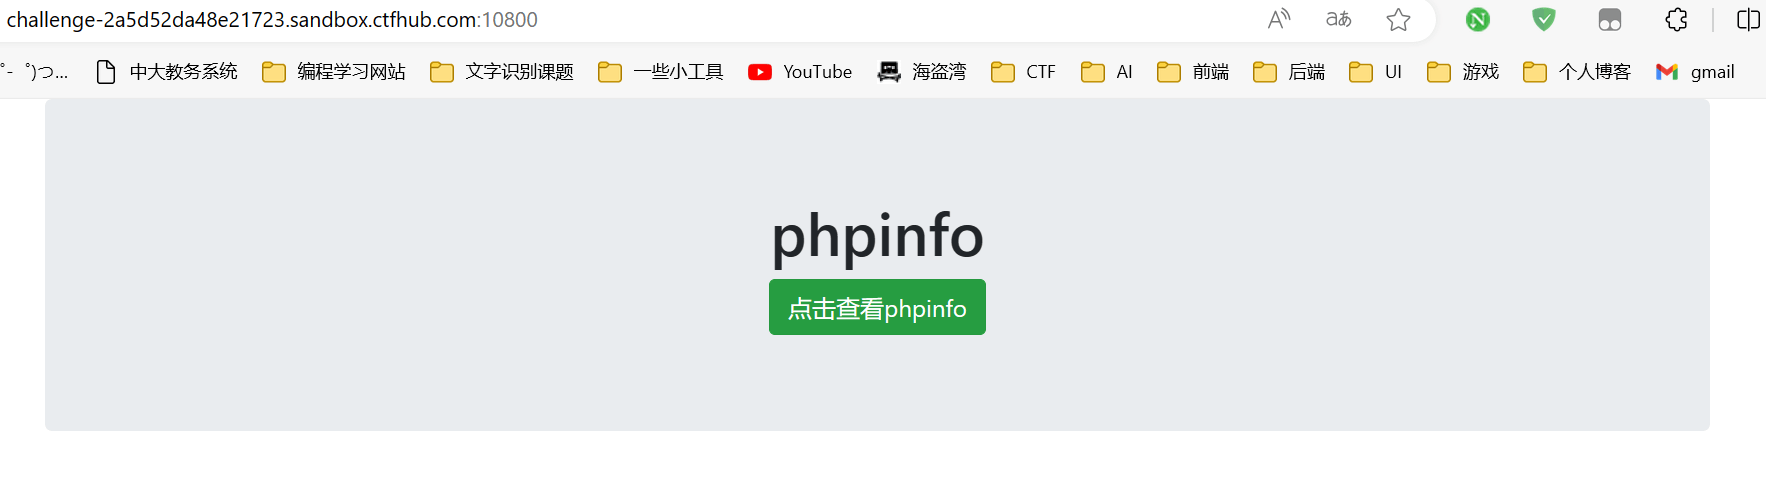 challenge-2a5d52da48e21723.sandbox.ctfhub.com:10800
゜-゜)つ... 中大教务系统 编程学习网站 文字识别课题 一些小工具 YouTube 海盗湾 CTF AI 前端 后端 UI 游戏 个人博客 gmail
phpinfo
点击查看phpinfo